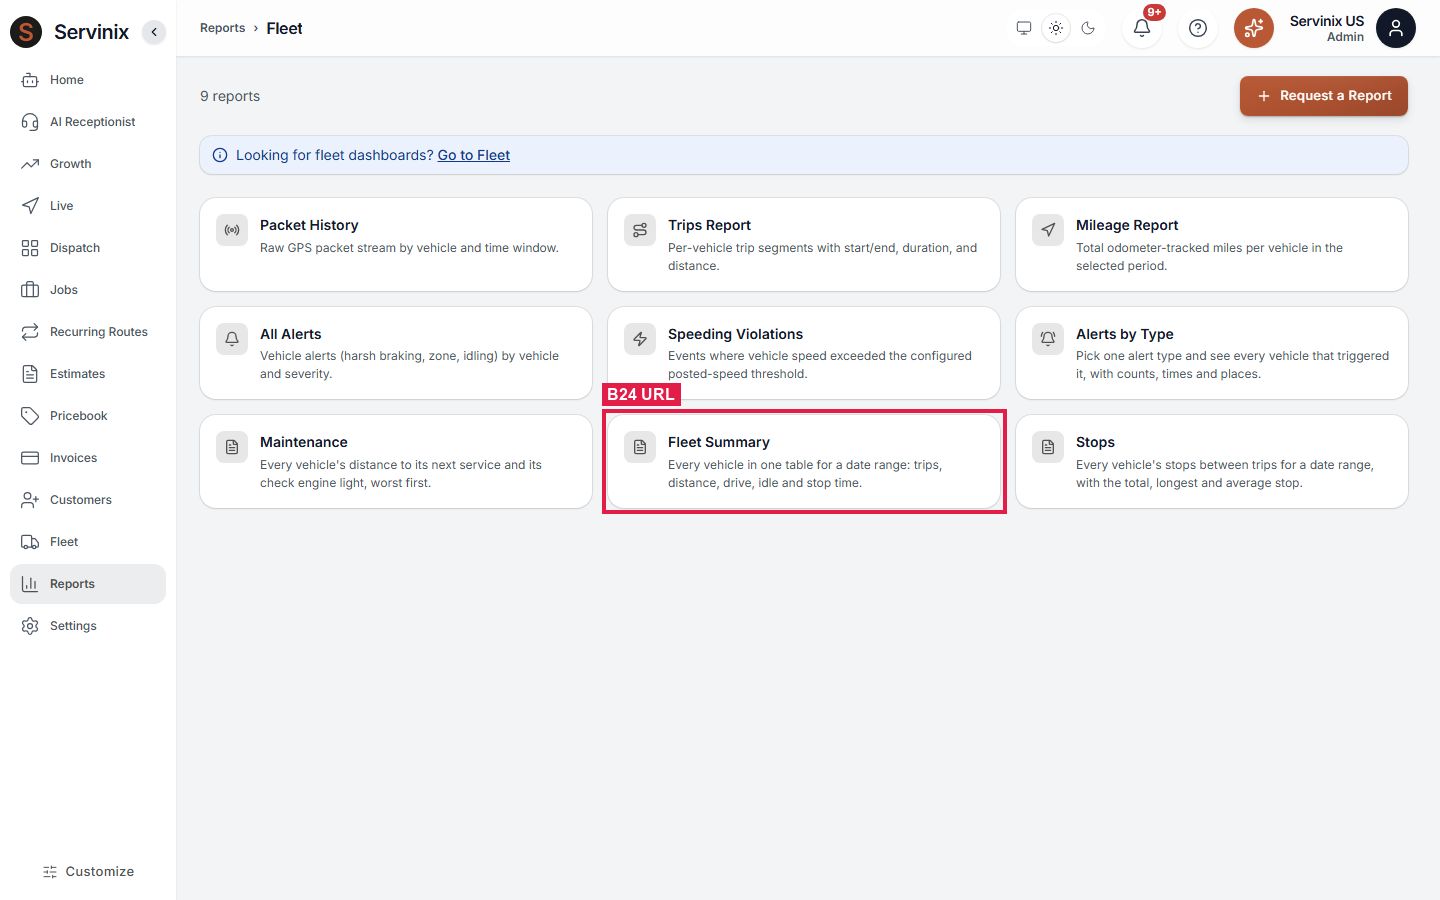 S Servinix
Home
AI Receptionist
Growth
Live
Dispatch
Jobs
Recurring Routes
Estimates
Pricebook
Invoices
Customers
Fleet
Reports
Settings
Customize
Reports › Fleet
9+
Servinix US
Admin
9 reports
+ Request a Report
Looking for fleet dashboards? Go to Fleet
Packet History
Raw GPS packet stream by vehicle and time window.
Trips Report
Per-vehicle trip segments with start/end, duration, and
distance.
Mileage Report
Total odometer-tracked miles per vehicle in the
selected period.
All Alerts
Vehicle alerts (harsh braking, zone, idling) by vehicle
and severity.
Speeding Violations
Events where vehicle speed exceeded the configured
posted-speed threshold.
Alerts by Type
Pick one alert type and see every vehicle that triggered
it, with counts, times and places.
Maintenance
Every vehicle's distance to its next service and its
check engine light, worst first.
B24 URL
Fleet Summary
Every vehicle in one table for a date range: trips,
distance, drive, idle and stop time.
Stops
Every vehicle's stops between trips for a date range,
with the total, longest and average stop.